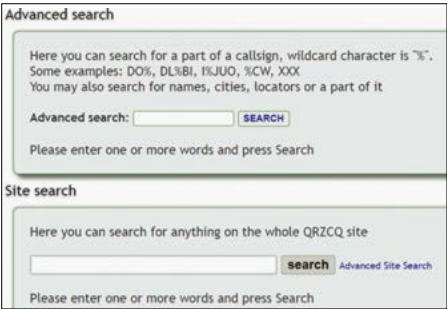 Advanced search
Here you can search for a part of a callsign, wildcard character is "%".
Some examples: DO%, DL%BI, I%JUO, %CW, XXX
You may also search for names, cities, locators or a part of it
Advanced search: SEARCH
Please enter one or more words and press Search
Site search
Here you can search for anything on the whole QRZCQ site
search Advanced Site Search
Please enter one or more words and press Search